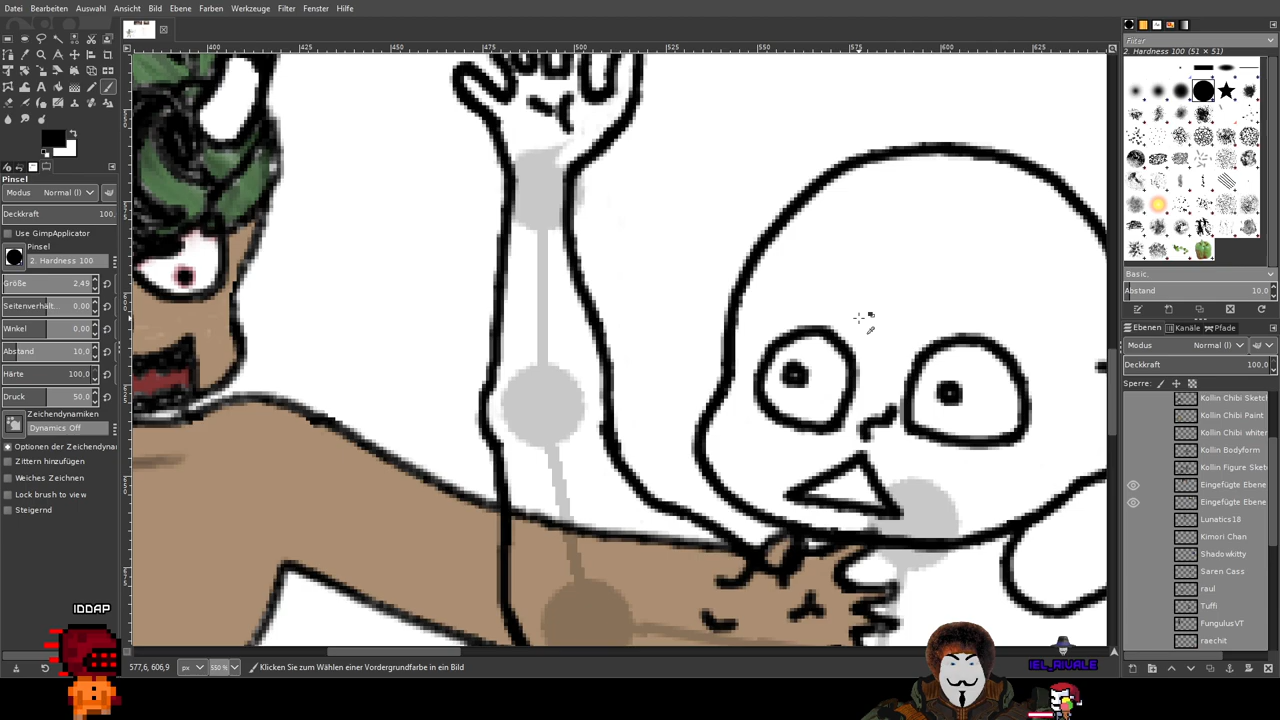 Datei Bearbeiten Auswahl Ansicht Bild Ebene Farben Werkzeuge Filter Fenster Hilfe
400 425 450 475 500 525 550 575 600 625
Pinsel
Modus Normal (l)
Deckkraft 100,
Use GimpApplicator
Pinsel
2. Hardness 100
Größe 2,49
Seitenverhält... 0,00
Winkel 0,00
Abstand 10,0
Härte 100,0
Druck 50,0
Zeichendynamiken
Dynamics Off
Optionen der Zeichendynar
Zittern hinzufügen
Weiches Zeichnen
Lock brush to view
Steigernd
IDDAP
Filter
2. Hardness 100 (51 × 51)
Basic,
Abstand 10,0
Ebenen Kanäle Pfade
Modus Normal (l)
Deckkraft 100,0
Sperre:
Kollin Chibi Sketch
Kollin Chibi Paint
Kollin Chibi whiter
Kollin Bodyform
Kollin Figure Sket
Eingefügte Ebene
Eingefügte Ebene
Lunatics18
Kimori Chan
Shadowkitty
Saren Cass
raul
Tuffi
FungulusVT
raechit
IEL_RIVALE
577,6, 606,9 px 550 % Klicken Sie zum Wählen einer Vordergrundfarbe in ein Bild